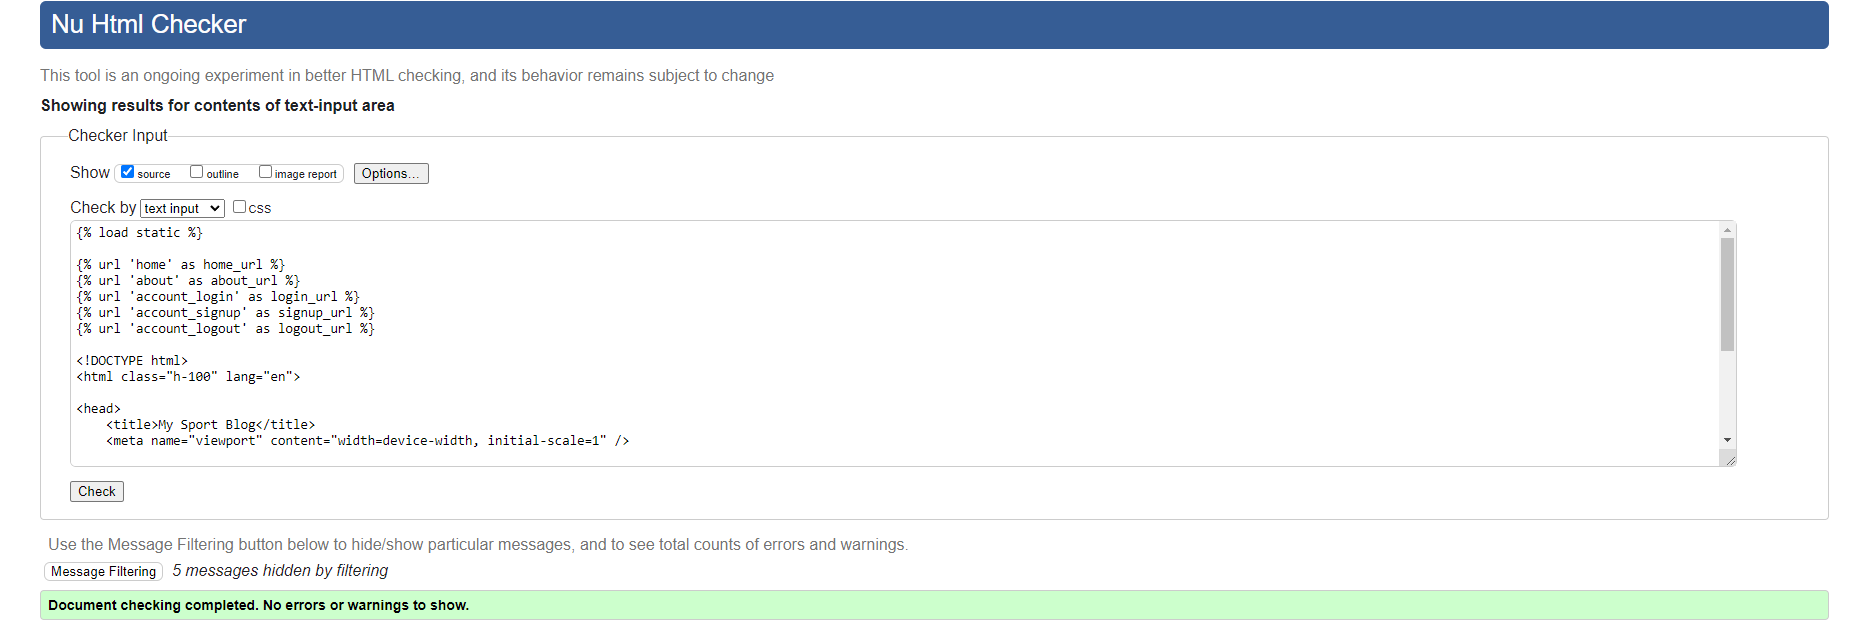 Nu Html Checker
This tool is an ongoing experiment in better HTML checking, and its behavior remains subject to change
Showing results for contents of text-input area
Checker Input
Show source outline image report Options...
Check by text input css
{% load static %}
{% url 'home' as home_url %}
{% url 'about' as about_url %}
{% url 'account_login' as login_url %}
{% url 'account_signup' as signup_url %}
{% url 'account_logout' as logout_url %}
<!DOCTYPE html>
<html class="h-100" lang="en">
<head>
<title>My Sport Blog</title>
<meta name="viewport" content="width=device-width, initial-scale=1" />
Check
Use the Message Filtering button below to hide/show particular messages, and to see total counts of errors and warnings.
Message Filtering 5 messages hidden by filtering
Document checking completed. No errors or warnings to show.